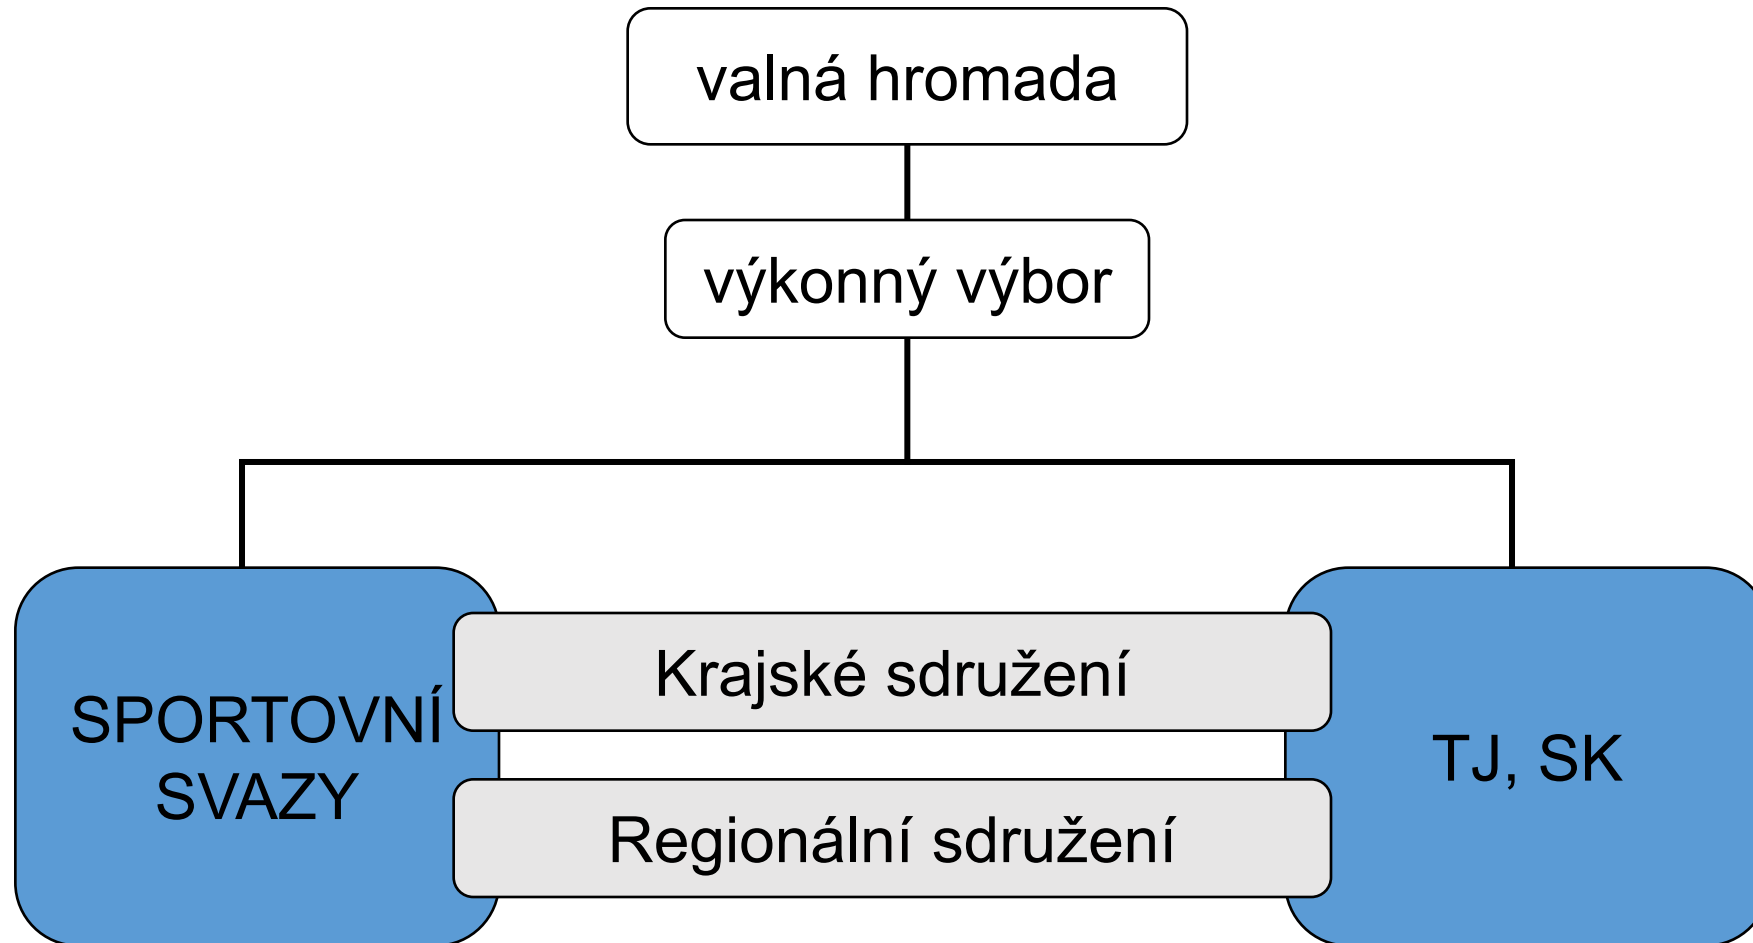 valná hromada
výkonný výbor
SPORTOVNÍ
SVAZY
Krajské sdružení
Regionální sdružení
TJ, SK